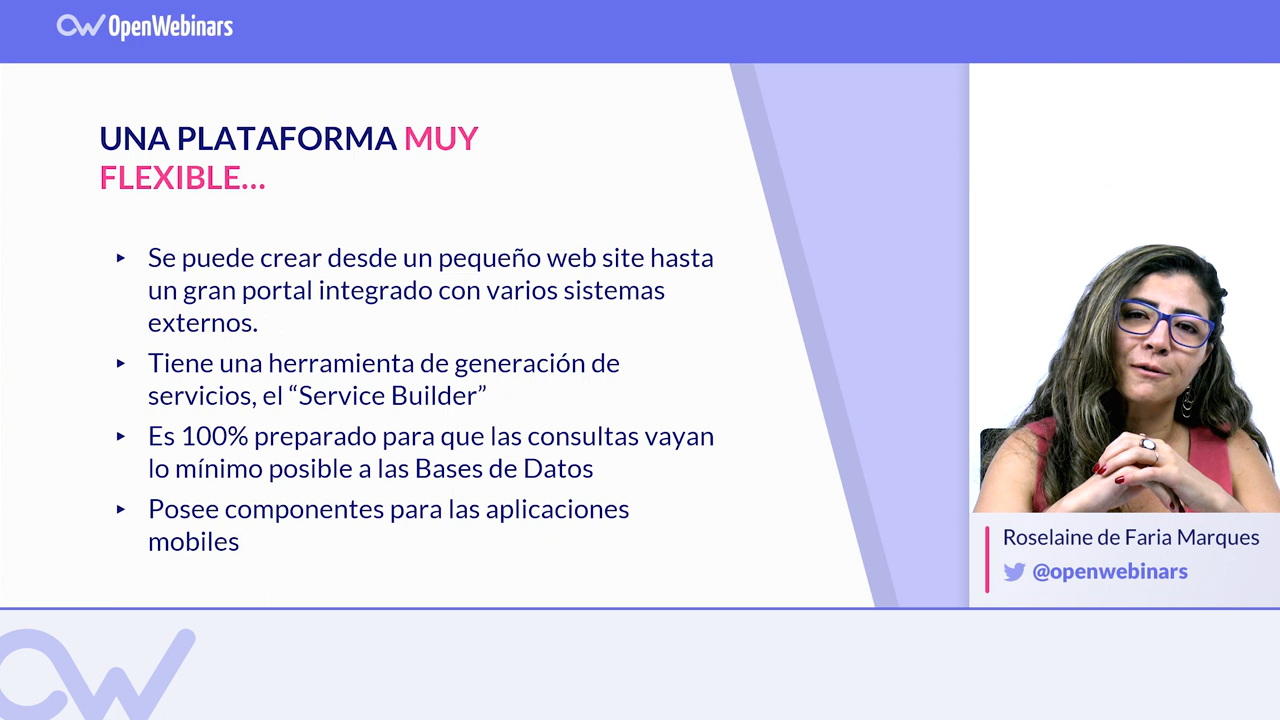 OpenWebinars
UNA PLATAFORMA MUY
FLEXIBLE...
‣ Se puede crear desde un pequeño web site hasta
un gran portal integrado con varios sistemas
externos.
‣ Tiene una herramienta de generación de
servicios, el “Service Builder”
‣ Es 100% preparado para que las consultas vayan
lo mínimo posible a las Bases de Datos
‣ Posee componentes para las aplicaciones
mobiles
Roselaine de Faria Marques
@openwebinars